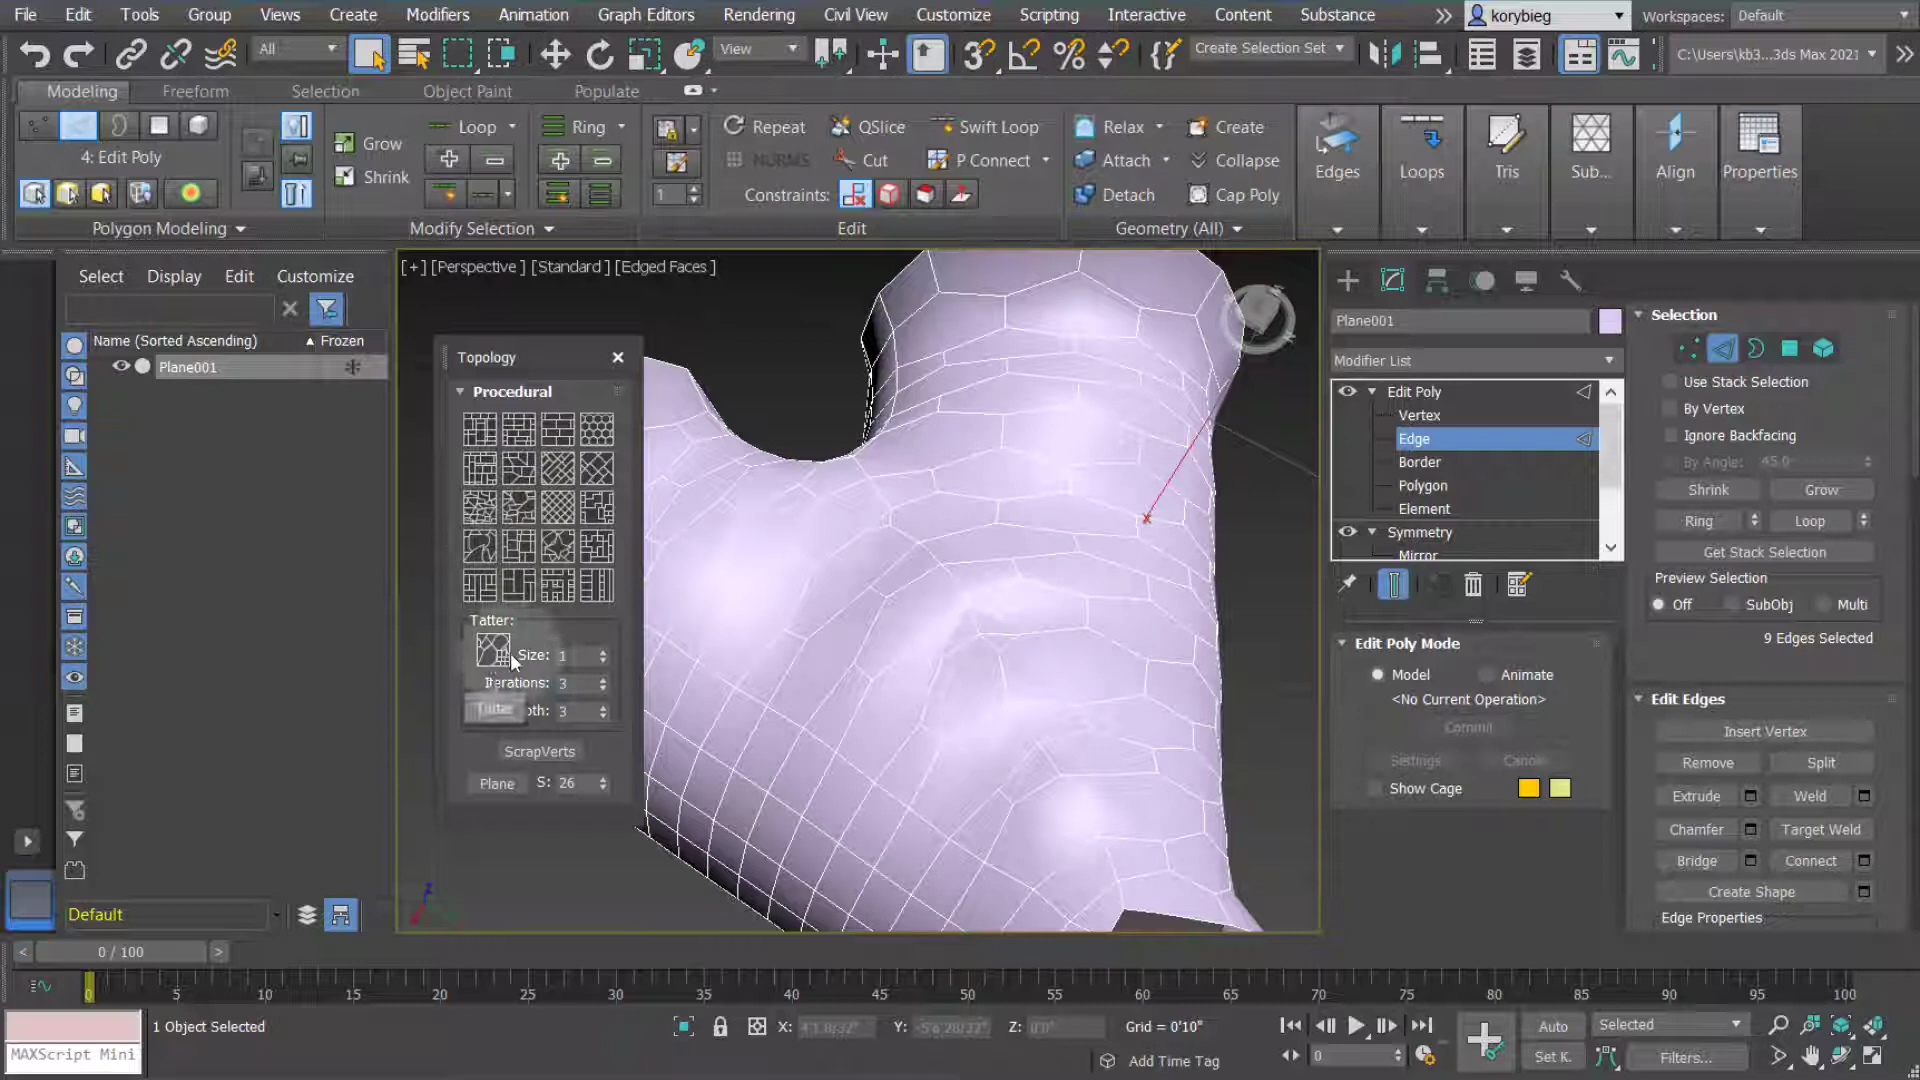 File Edit Tools Group Views Create Modifiers Animation Graph Editors Rendering Civil View Customize Scripting Interactive Content Substance korybieg Workspaces: Default
All View Create Selection Set C:\Users\kb3...3ds Max 2021
Modeling Freeform Selection Object Paint Populate
Loop Ring Repeat QSlice Swift Loop Relax Create
Grow NURMS Cut P Connect Attach Collapse
4: Edit Poly Shrink 1 Constraints: Detach Cap Poly
Edges Loops Tris Sub... Align Properties
Polygon Modeling Modify Selection Edit Geometry (All)
Select Display Edit Customize
Name (Sorted Ascending) Frozen
Plane001
Default
[+] [Perspective] [Standard] [Edged Faces]
Topology
Procedural
Tatter:
Size: 1
Iterations: 3
oth: 3
Tatter
ScrapVerts
Plane S: 26
Plane001
Modifier List
Edit Poly
Vertex
Edge
Border
Polygon
Element
Symmetry
Mirror
Edit Poly Mode
Model Animate
<No Current Operation>
Commit
Settings
Show Cage
Selection
Use Stack Selection
By Vertex
Ignore Backfacing
By Angle: 45.0
Shrink Grow
Ring Loop
Get Stack Selection
Preview Selection
Off SubObj Multi
9 Edges Selected
Edit Edges
Insert Vertex
Remove Split
Extrude Weld
Chamfer Target Weld
Bridge Connect
Create Shape
Edge Properties
< 0 / 100 >
0 5 10 15 20 25 30 35 40 45 50 55 60 65 70 75 80 85 90 95 100
1 Object Selected X: Y: Z: 0'0" Grid = 0'10" Auto Selected
MAXScript Mini Add Time Tag 0 Set K. Filters...